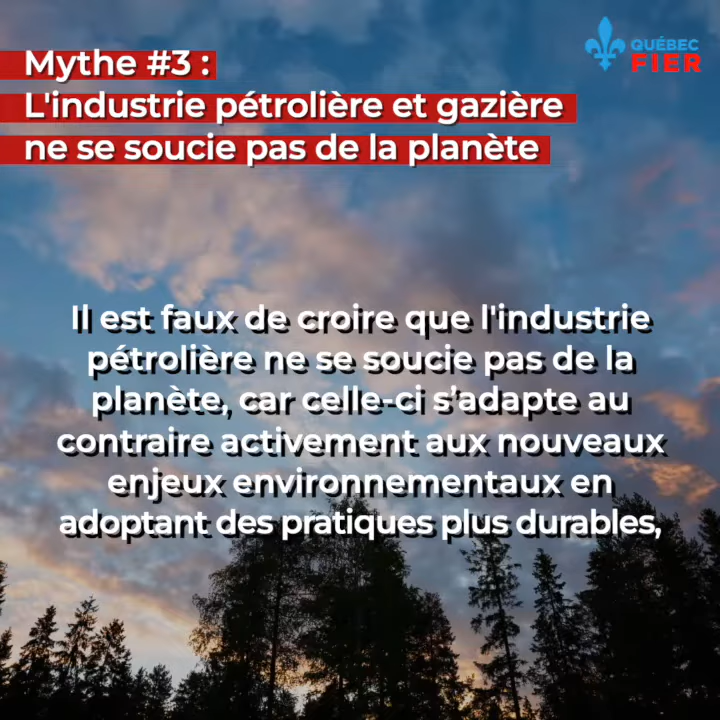 QUÉBEC
FIER
Mythe #3 :
L'industrie pétrolière et gazière
ne se soucie pas de la planète
Il est faux de croire que l'industrie
pétrolière ne se soucie pas de la
planète, car celle-ci s’adapte au
contraire activement aux nouveaux
enjeux environnementaux en
adoptant des pratiques plus durables,